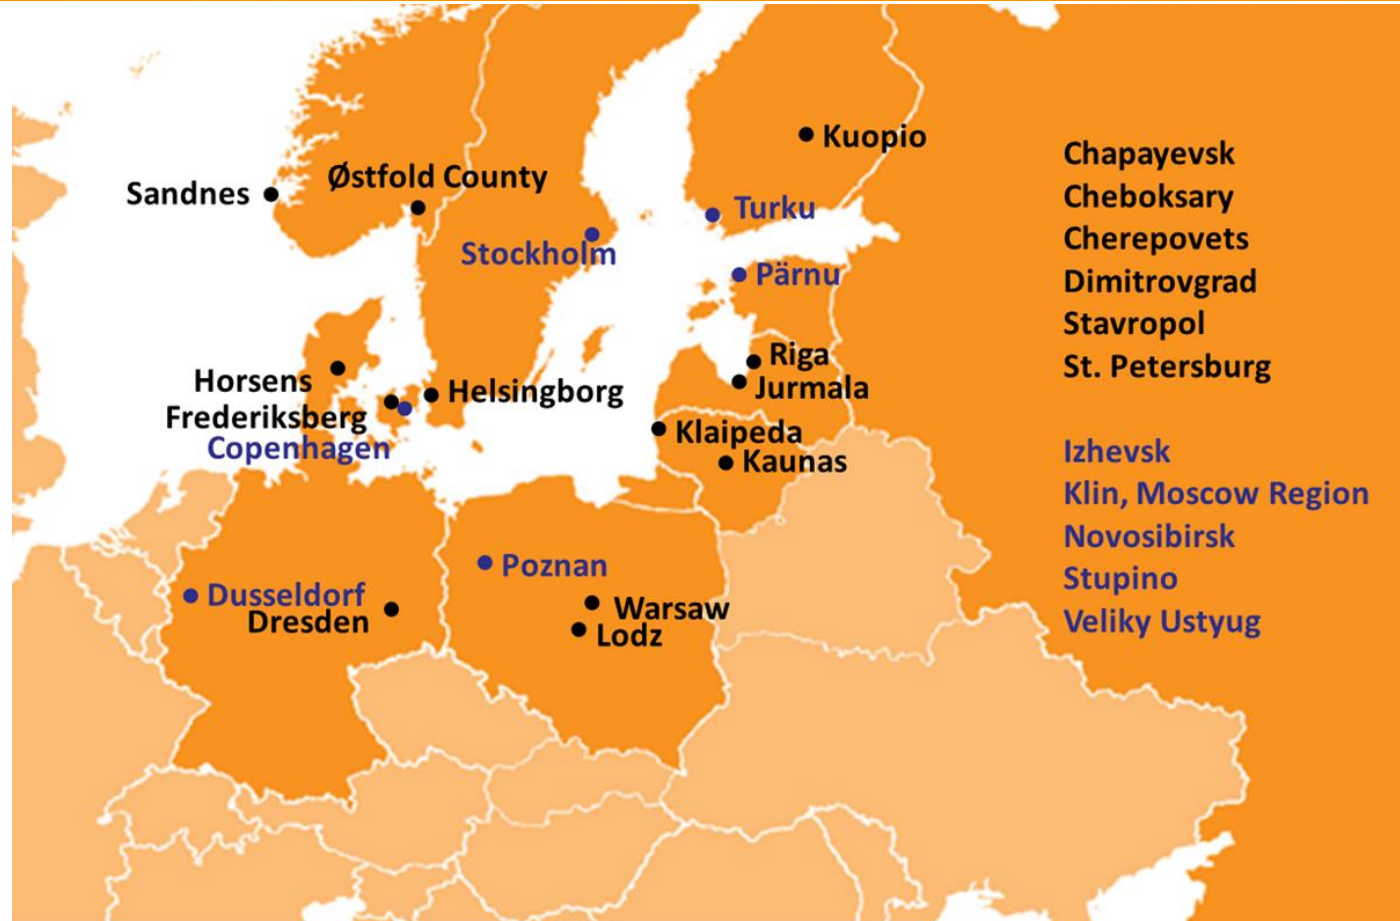 Kuopio
Chapayevsk
Østfold County
Sandnes
Cheboksary
Turku
Stockholm
Cherepovets
Pärnu
Dimitrovgrad
Stavropol
Riga
St. Petersburg
Horsens
Jurmala
Helsingborg
Frederiksberg
Klaipeda
Copenhagen
Kaunas
Izhevsk
Klin, Moscow Region
Novosibirsk
Poznan
Stupino
Dusseldorf
Warsaw
Dresden
Veliky Ustyug
Lodz